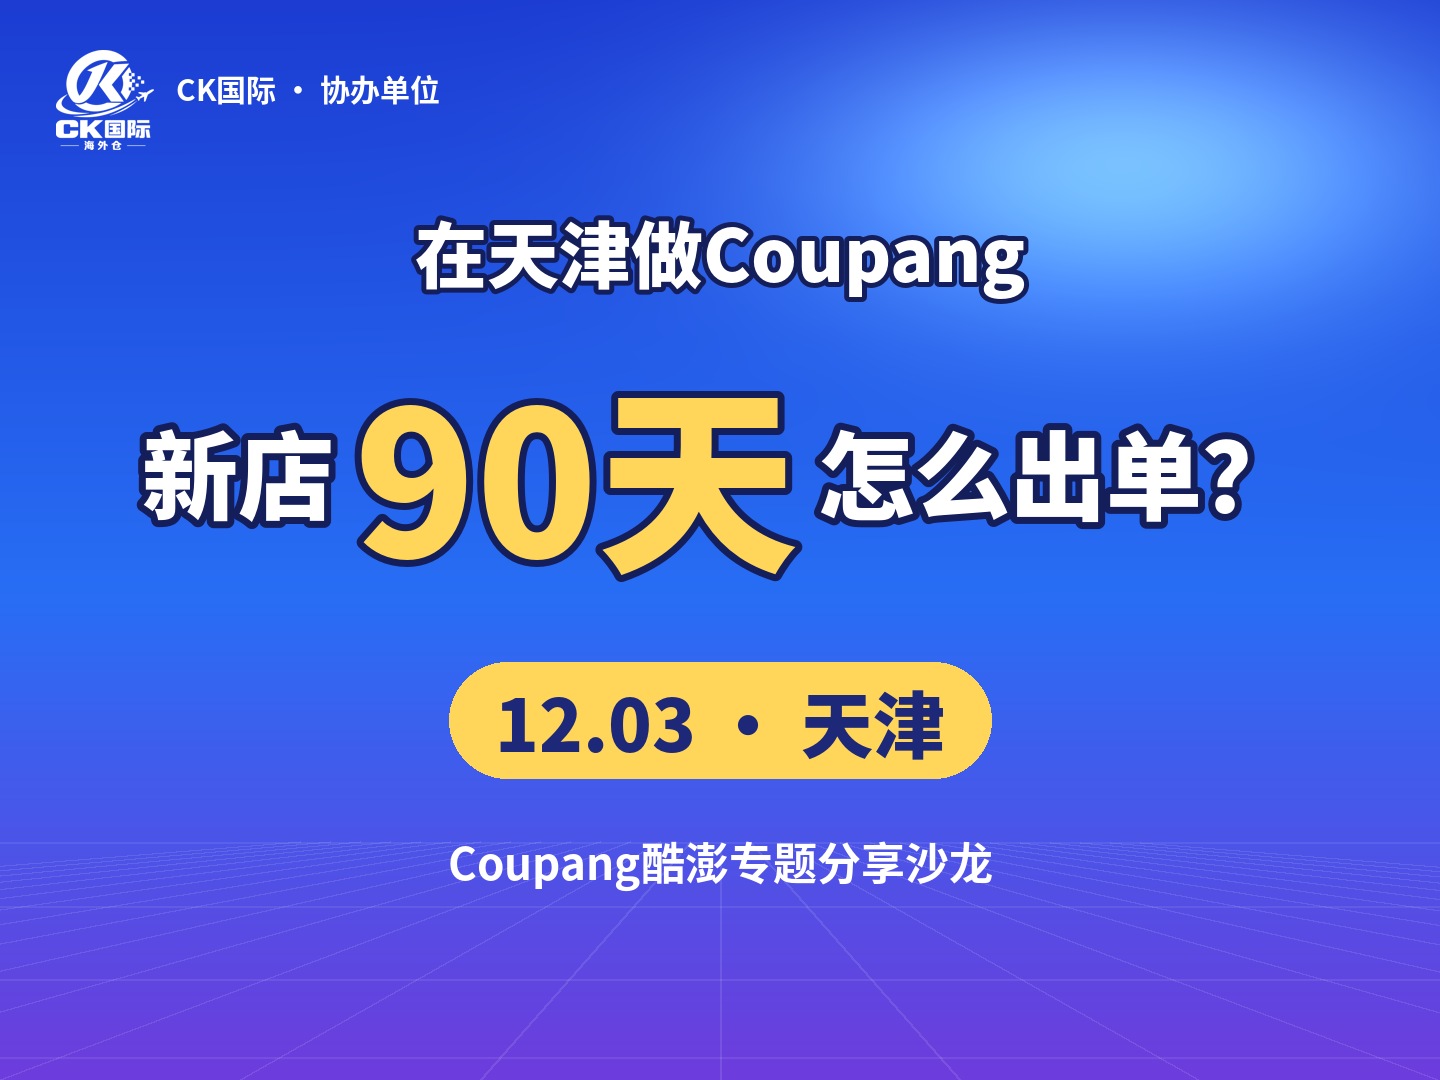 CK国际
海外仓
CK国际 · 协办单位
在天津做Coupang
新店90天怎么出单?
12.03 · 天津
Coupang酷澎专题分享沙龙